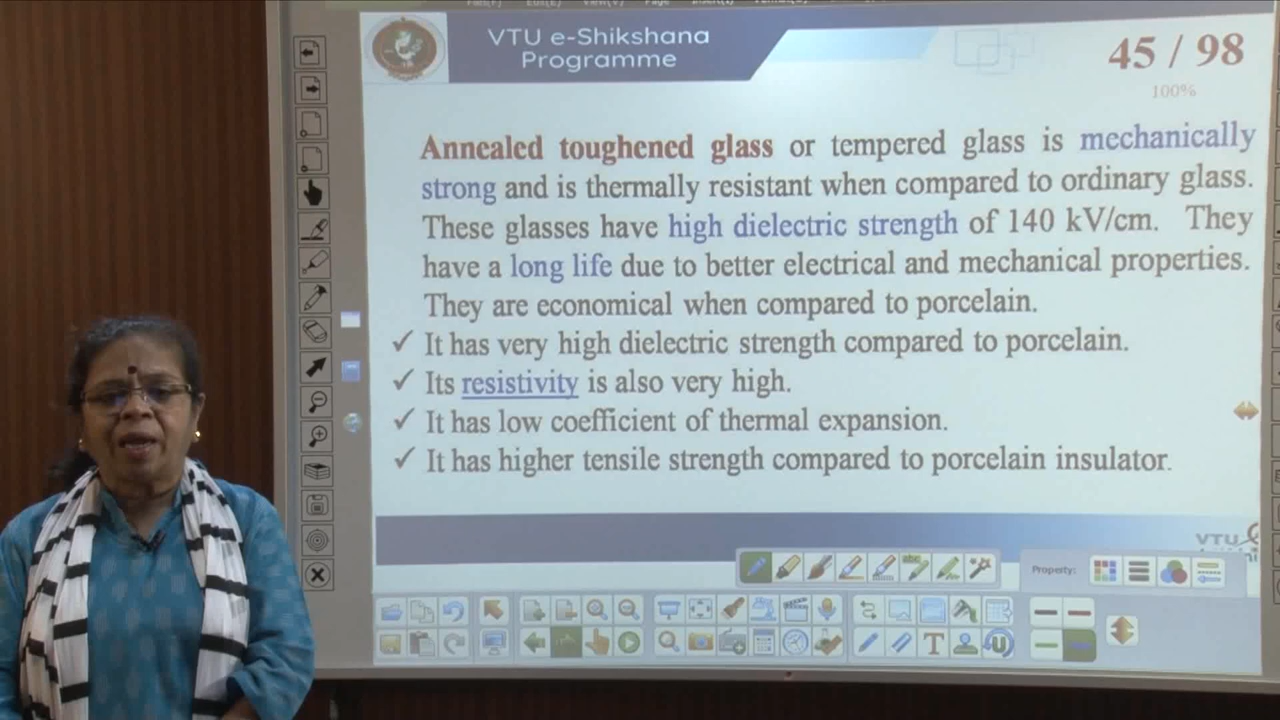 VTU e-Shikshana
Programme
45 / 98
100%
Annealed toughened glass or tempered glass is mechanically
strong and is thermally resistant when compared to ordinary glass.
These glasses have high dielectric strength of 140 kV/cm. They
have a long life due to better electrical and mechanical properties.
They are economical when compared to porcelain.
✓ It has very high dielectric strength compared to porcelain.
✓ Its resistivity is also very high.
✓ It has low coefficient of thermal expansion.
✓ It has higher tensile strength compared to porcelain insulator.
VTU
Property: